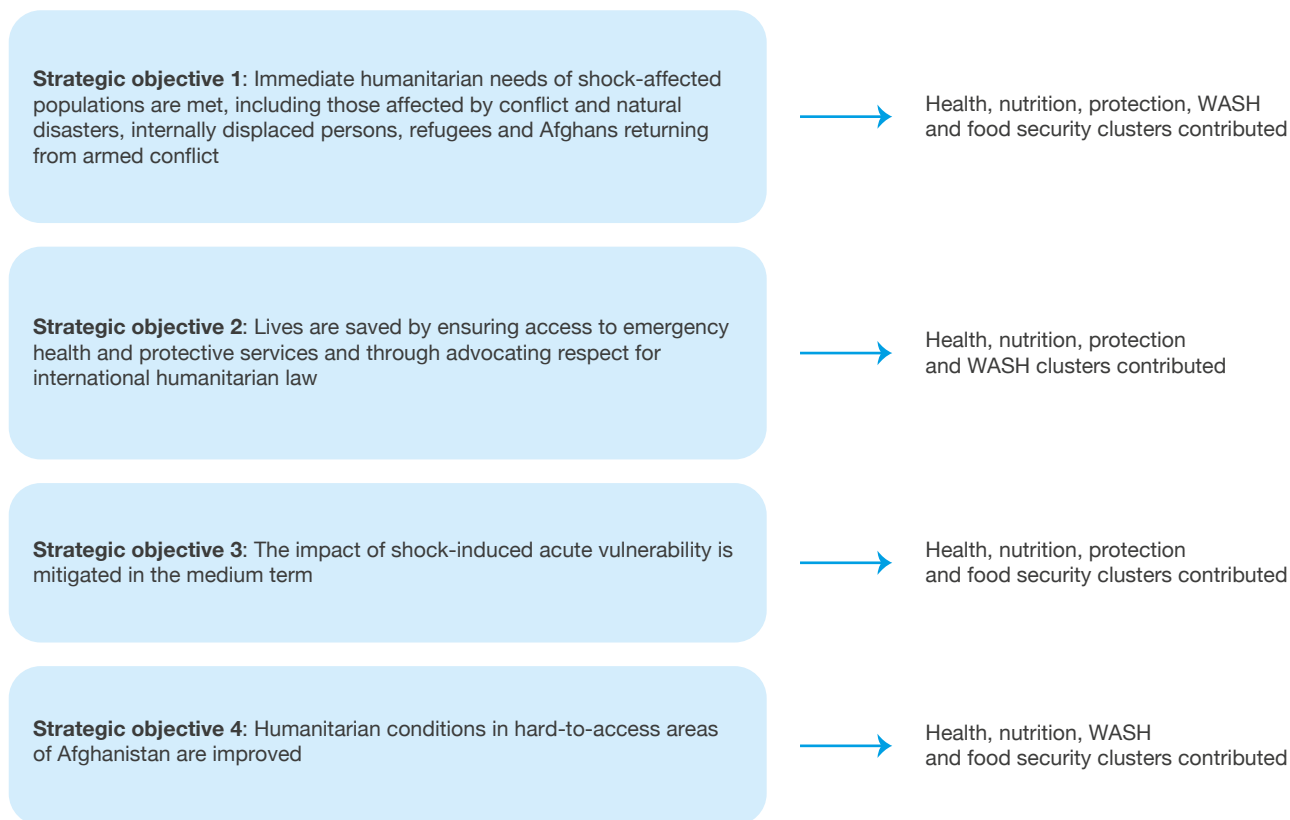 Strategic objective 1: Immediate humanitarian needs of shock-affected
populations are met, including those affected by conflict and natural
disasters, internally displaced persons, refugees and Afghans returning
from armed conflict
Health, nutrition, protection, WASH
and food security clusters contributed
Strategic objective 2: Lives are saved by ensuring access to emergency
health and protective services and through advocating respect for
international humanitarian law
Health, nutrition, protection
and WASH clusters contributed
Strategic objective 3: The impact of shock-induced acute vulnerability is
mitigated in the medium term
Health, nutrition, protection
and food security clusters contributed
Strategic objective 4: Humanitarian conditions in hard-to-access areas
of Afghanistan are improved
Health, nutrition, WASH
and food security clusters contributed